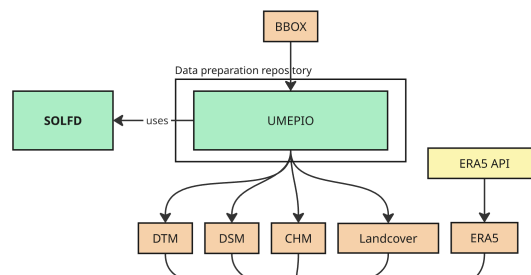 BBOX
Data preparation repository
SOLFD
uses
UMEPIO
ERA5 API
DTM
DSM
CHM
Landcover
ERA5